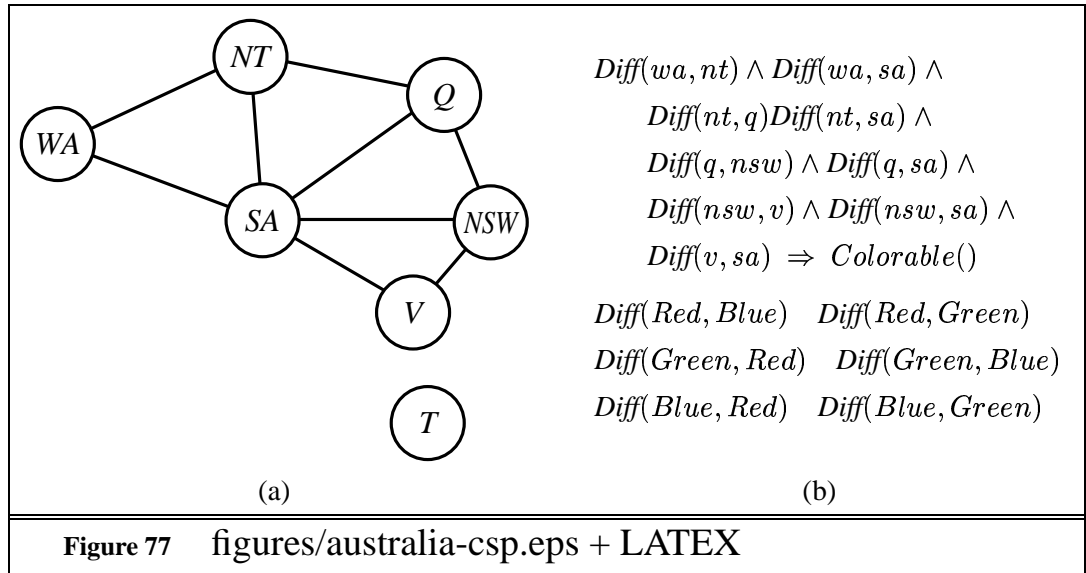 NT
Q
WA
SA
NSW
V
T
(a)
Diff(wa, nt) ∧ Diff(wa, sa) ∧
Diff(nt, q)Diff(nt, sa) ∧
Diff(q, nsw) ∧ Diff(q, sa) ∧
Diff(nsw, v) ∧ Diff(nsw, sa) ∧
Diff(v, sa) ⇒ Colorable()
Diff(Red, Blue) Diff(Red, Green)
Diff(Green, Red) Diff(Green, Blue)
Diff(Blue, Red) Diff(Blue, Green)
(b)
Figure 77 figures/australia-csp.eps + LATEX